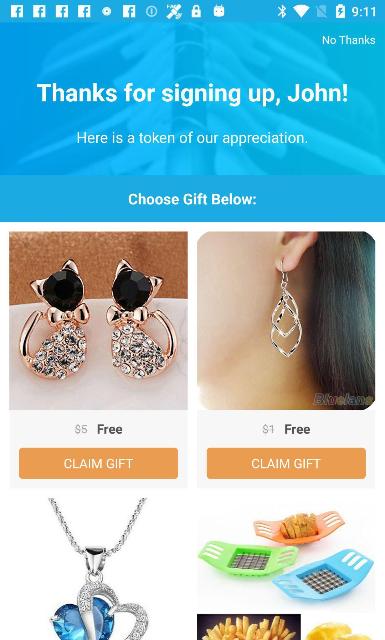 9:11
No Thanks
Thanks for signing up, John!
Here is a token of our appreciation.
Choose Gift Below:
Bluelans
$5 Free
$1 Free
CLAIM GIFT
CLAIM GIFT